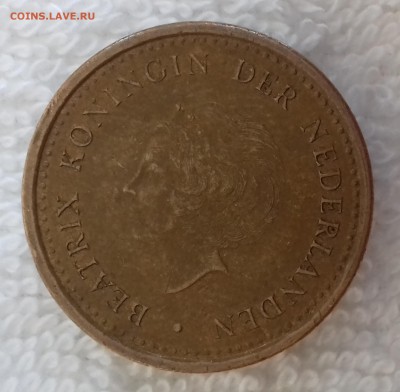 COINS.LAVE.RU
BEATRIX KONINGIN DER NEDERLANDEN